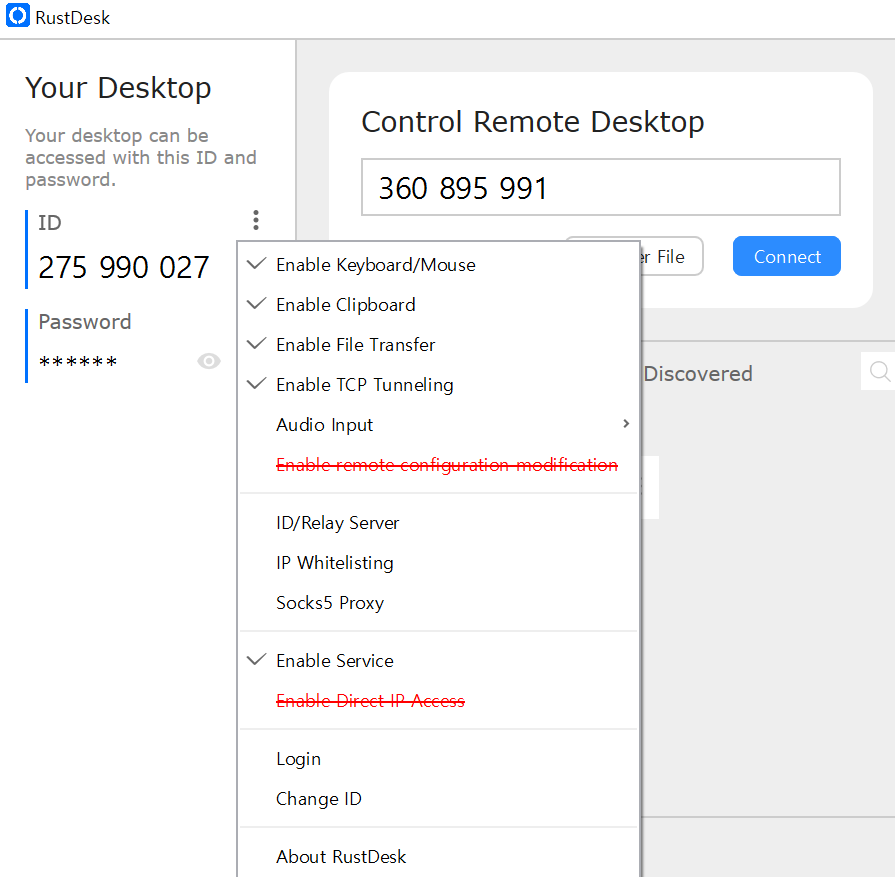 RustDesk
Your Desktop
Your desktop can be
accessed with this ID and
password.
ID
275 990 027
Password
******
Control Remote Desktop
360 895 991
er File
Connect
Discovered
Enable Keyboard/Mouse
Enable Clipboard
Enable File Transfer
Enable TCP Tunneling
Audio Input
Enable remote configuration modification
ID/Relay Server
IP Whitelisting
Socks5 Proxy
Enable Service
Enable Direct IP Access
Login
Change ID
About RustDesk